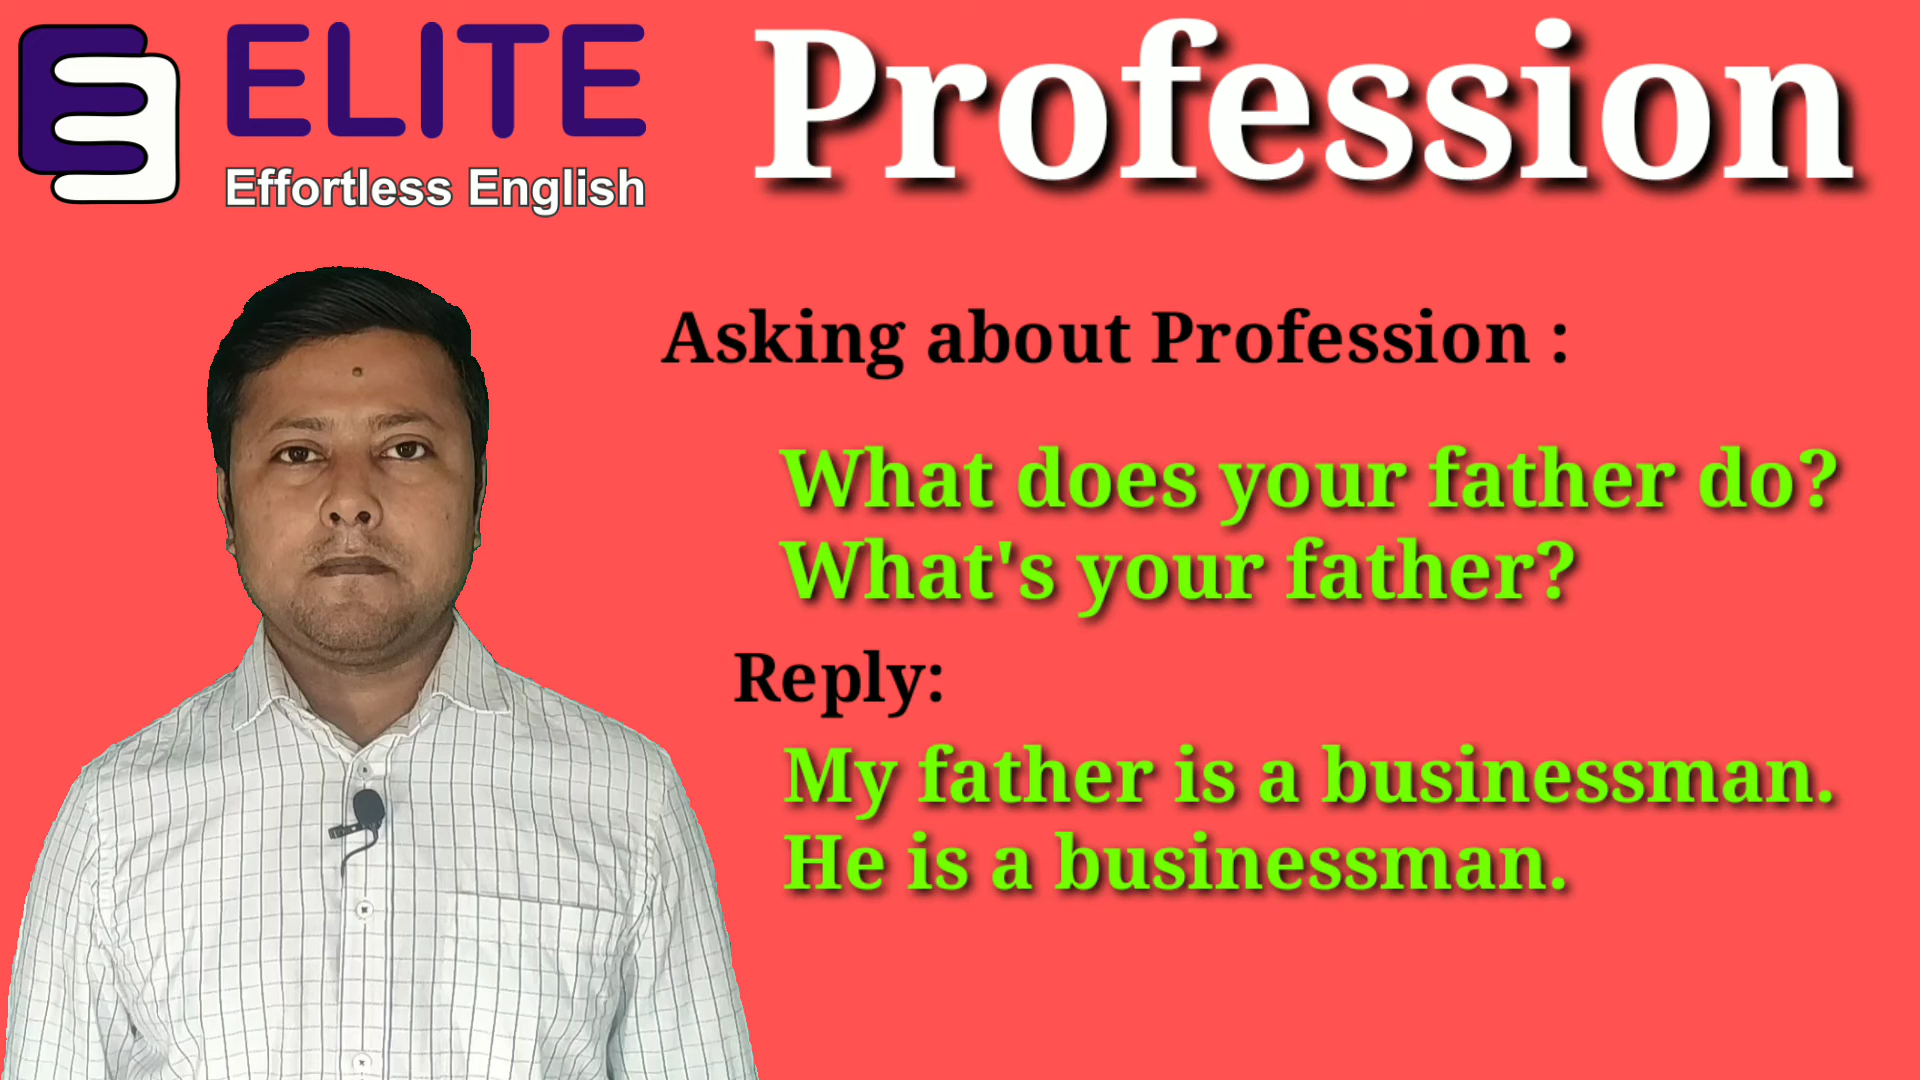 ELITE
Effortless English
Profession
Asking about Profession :
What does your father do?
What's your father?
Reply:
My father is a businessman.
He is a businessman.